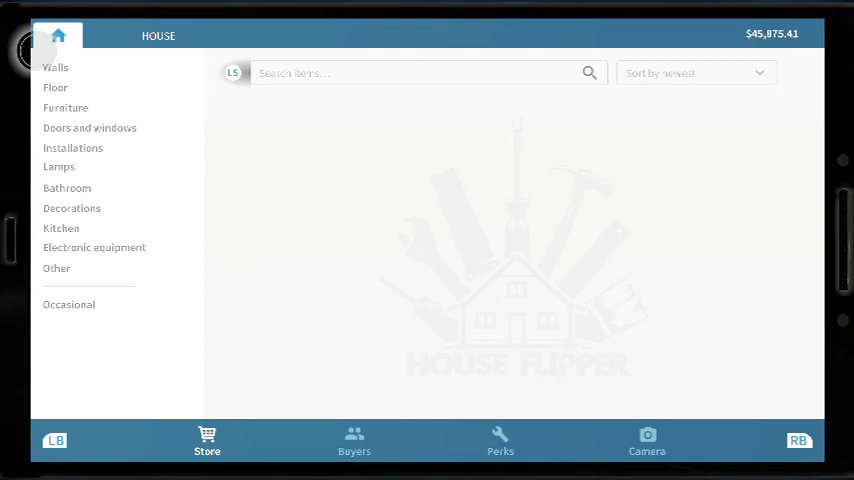 HOUSE
$45,875.41
Walls
LS
Search items...
Sort by newest
Floor
Furniture
Doors and windows
Installations
Lamps
Bathroom
Decorations
Kitchen
Electronic equipment
Other
Occasional
HOUSE FLIPPER
LB
Store
Buyers
Perks
Camera
RB